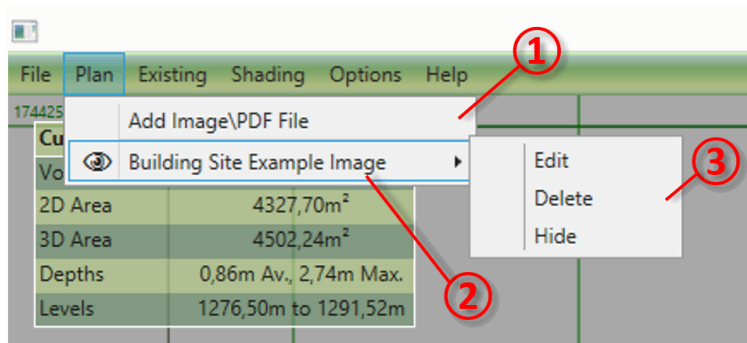 File Plan Existing Shading Options Help
174425
Add Image\PDF File
Cu
Building Site Example Image
Vo
Edit
Delete
Hide
2D Area 4327,70m²
3D Area 4502,24m²
Depths 0,86m Av., 2,74m Max.
Levels 1276,50m to 1291,52m
1
2
3